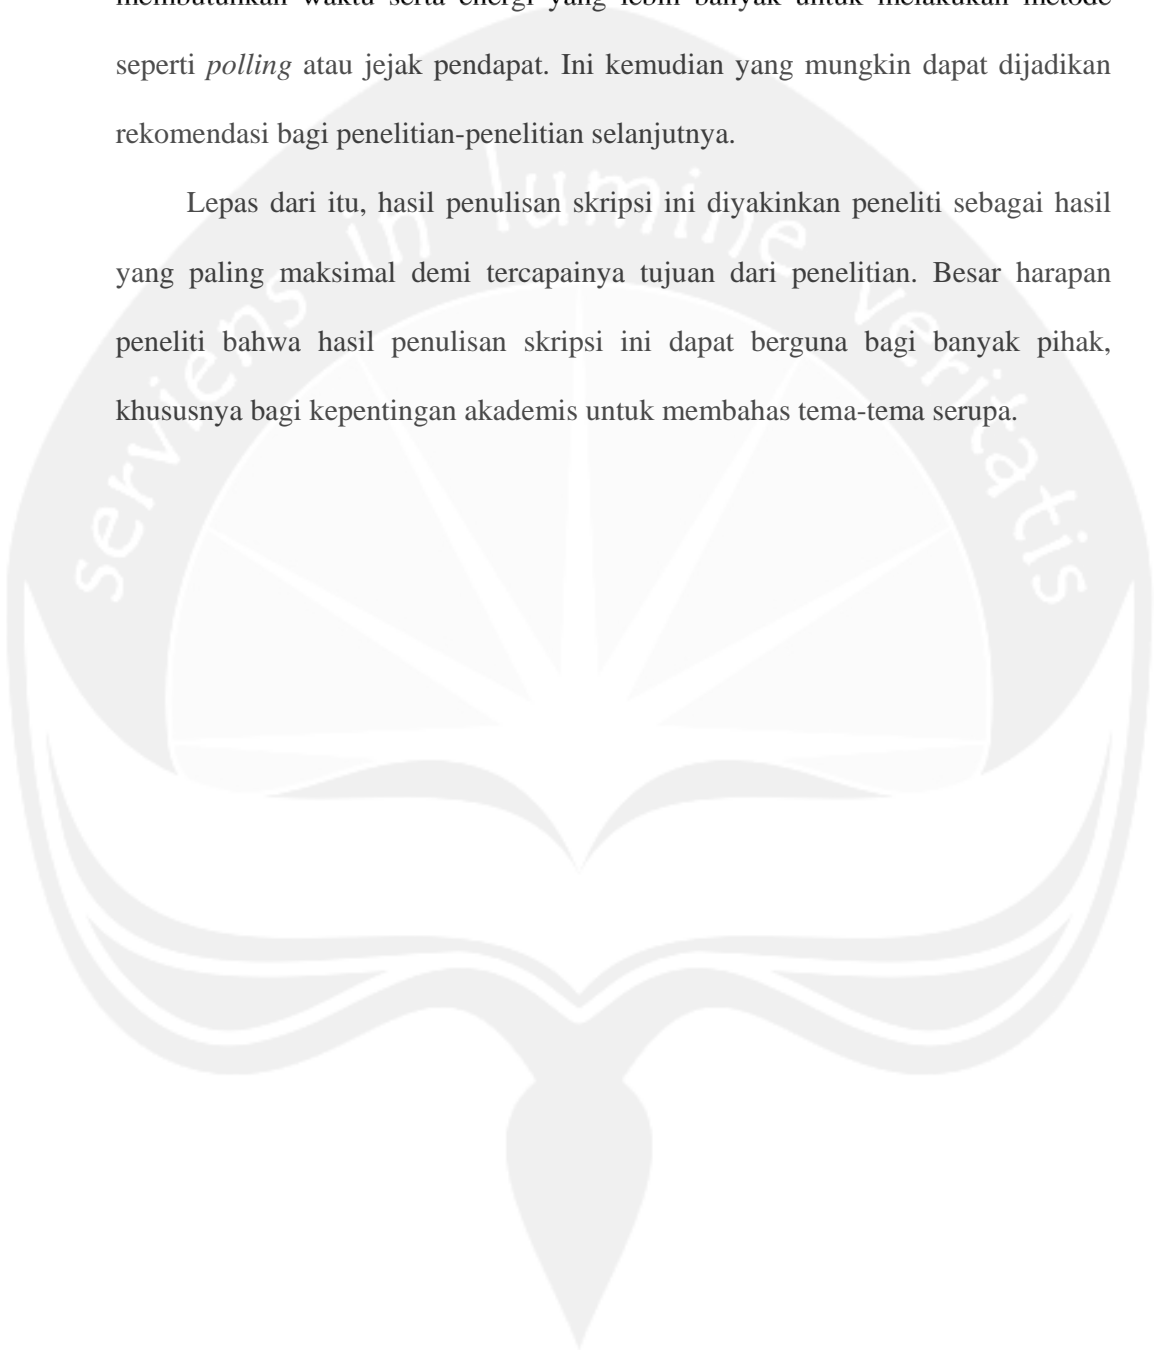 membutuhkan waktu serta energi yang lebih banyak untuk melakukan metode
seperti polling atau jejak pendapat. Ini kemudian yang mungkin dapat dijadikan
rekomendasi bagi penelitian-penelitian selanjutnya.
Lepas dari itu, hasil penulisan skripsi ini diyakinkan peneliti sebagai hasil
yang paling maksimal demi tercapainya tujuan dari penelitian. Besar harapan
peneliti bahwa hasil penulisan skripsi ini dapat berguna bagi banyak pihak,
khususnya bagi kepentingan akademis untuk membahas tema-tema serupa.
serviens in lumine veritatis